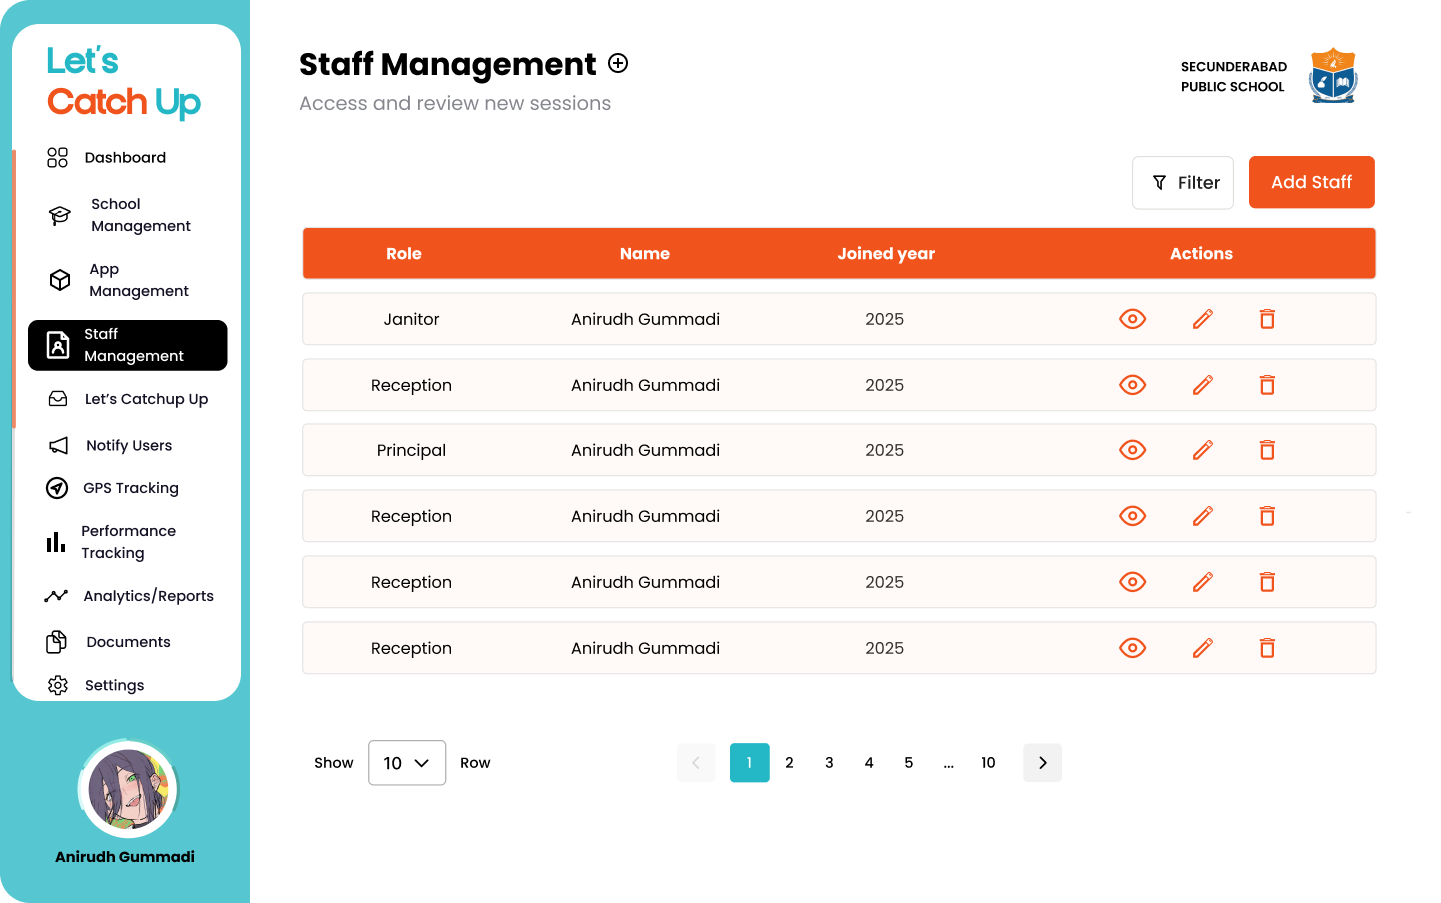 Let's
Catch Up
Dashboard
School
Management
App
Management
Staff
Management
Let's Catchup Up
Notify Users
GPS Tracking
Performance
Tracking
Analytics/Reports
Documents
Settings
Anirudh Gummadi
Staff Management
Access and review new sessions
SECUNDERABAD
PUBLIC SCHOOL
Filter
Add Staff
Role Name Joined year Actions
Janitor Anirudh Gummadi 2025
Reception Anirudh Gummadi 2025
Principal Anirudh Gummadi 2025
Reception Anirudh Gummadi 2025
Reception Anirudh Gummadi 2025
Reception Anirudh Gummadi 2025
Show 10 Row
1 2 3 4 5 ... 10